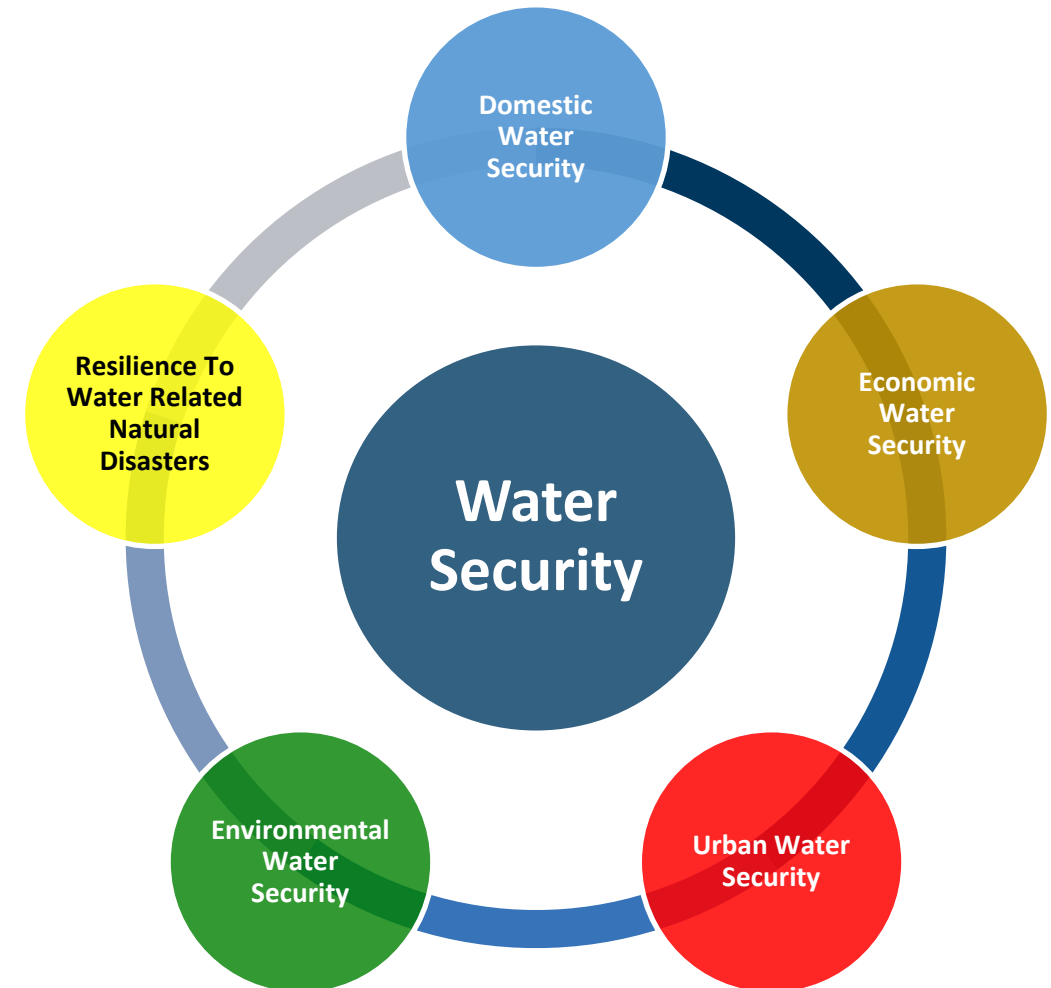 Domestic
Water
Security
Economic
Water
Security
Urban Water
Security
Environmental
Water
Security
Resilience To
Water Related
Natural
Disasters
Water
Security